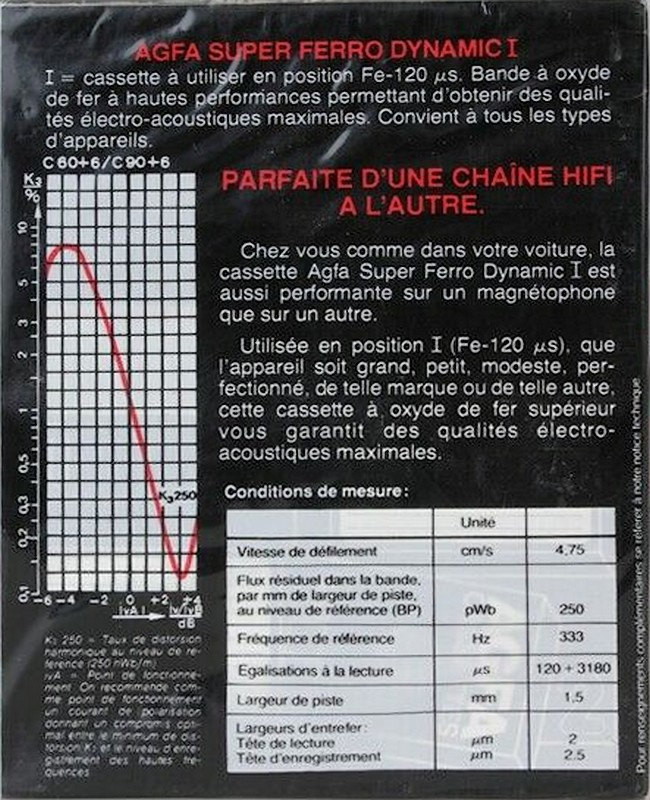 AGFA SUPER FERRO DYNAMIC I
I = cassette à utiliser en position Fe-120 µs. Bande à oxyde
de fer à hautes performances permettant d'obtenir des quali-
tés électro-acoustiques maximales. Convient à tous les types
d'appareils.
C60+6/C90+6
K3
%
10
5
3
2
1
0,5
0,3
0,2
0,1
K3 250
-6 -4 -2 0 +2 +4
IvA I Iv/IvB
dB
PARFAITE D'UNE CHAÎNE HIFI
A L'AUTRE.
Chez vous comme dans votre voiture, la
cassette Agfa Super Ferro Dynamic I est
aussi performante sur un magnétophone
que sur un autre.
Utilisée en position I (Fe-120 µs), que
l'appareil soit grand, petit, modeste, per-
fectionné, de telle marque ou de telle autre,
cette cassette à oxyde de fer supérieur
vous garantit des qualités électro-
acoustiques maximales.
Conditions de mesure:
Unité
Vitesse de défilement cm/s 4.75
Flux résiduel dans la bande,
par mm de largeur de piste,
au niveau de référence (BP) pWb 250
Fréquence de référence Hz 333
Egalisations à la lecture µs 120 + 3180
Largeur de piste mm 1,5
Largeurs d'entrefer:
Tête de lecture µm 2
Tête d'enregistrement µm 2.5
K3 250 = Taux de distorsion
harmonique au niveau de ré-
férence (250 nWb/m)
IvA = Point de fonctionne-
ment. On recommende com-
me point de fonctionnement
un courant de polarisation
donnant un compromis opti-
mal entre le minimum de dis-
torsion K3 et le niveau d'enre-
gistrement des hautes fré-
quences.
Pour renseignements complémentaires se référer à notre notice technique.